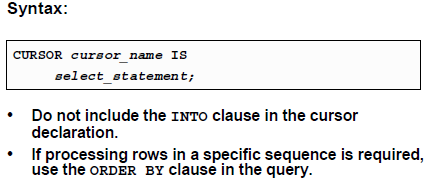 Syntax:
CURSOR cursor_name IS
select_statement;
• Do not include the INTO clause in the cursor
declaration.
• If processing rows in a specific sequence is required,
use the ORDER BY clause in the query.